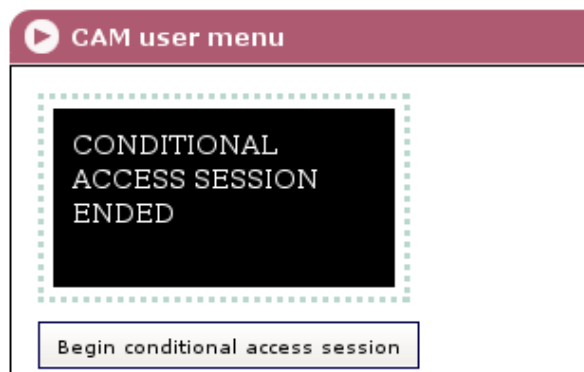 CAM user menu
CONDITIONAL
ACCESS SESSION
ENDED
Begin conditional access session